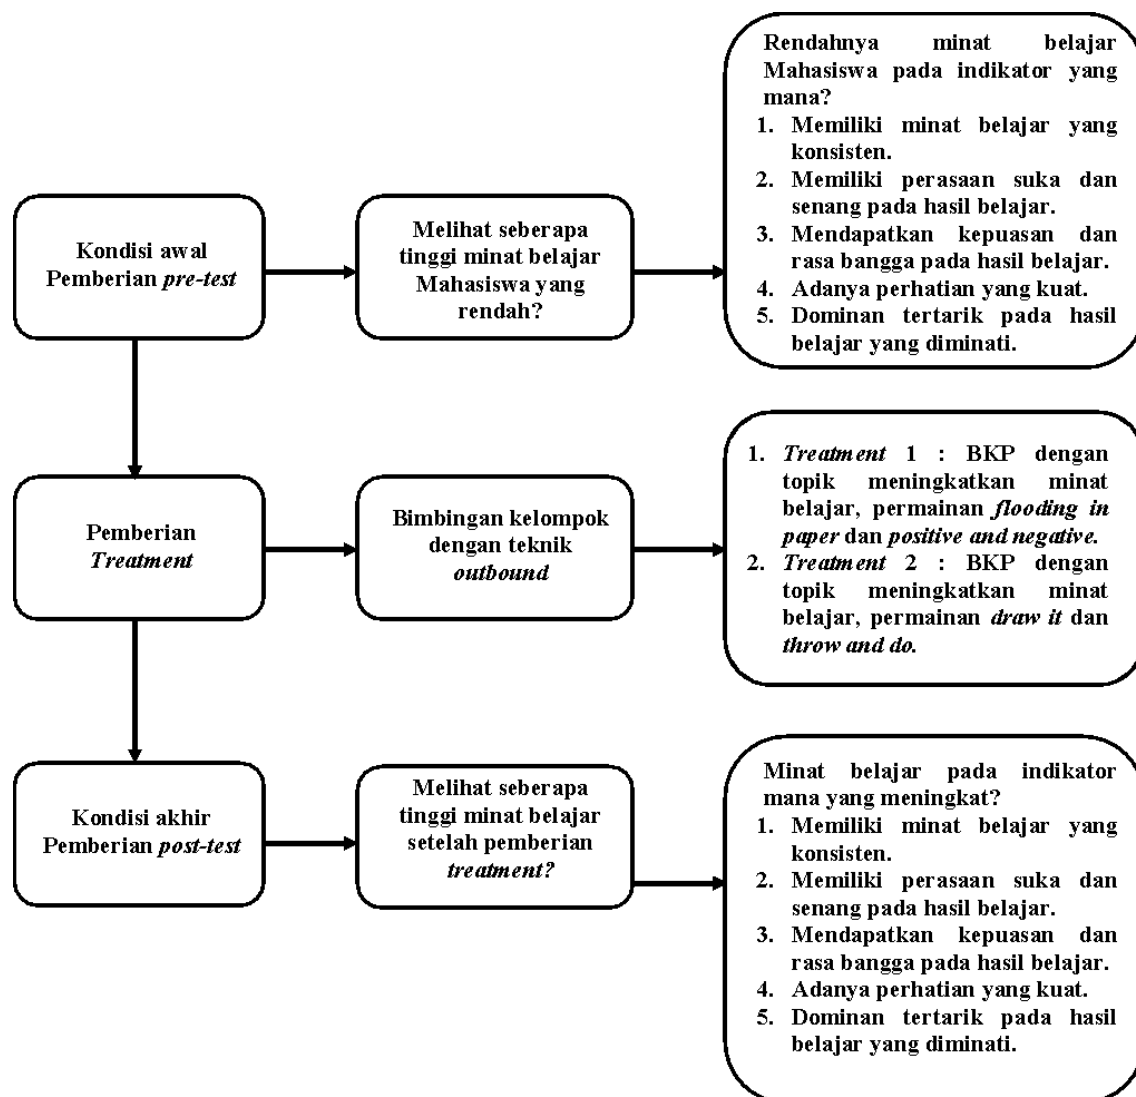 Kondisi awal
Pemberian pre-test
Melihat seberapa
tinggi minat belajar
Mahasiswa yang
rendah?
Rendahnya minat belajar
Mahasiswa pada indikator yang
mana?
1. Memiliki minat belajar yang
konsisten.
2. Memiliki perasaan suka dan
senang pada hasil belajar.
3. Mendapatkan kepuasan dan
rasa bangga pada hasil belajar.
4. Adanya perhatian yang kuat.
5. Dominan tertarik pada hasil
belajar yang diminati.
Pemberian
Treatment
Bimbingan kelompok
dengan teknik
outbound
1. Treatment 1 : BKP dengan
topik meningkatkan minat
belajar, permainan flooding in
paper dan positive and negative.
2. Treatment 2 : BKP dengan
topik meningkatkan minat
belajar, permainan draw it dan
throw and do.
Kondisi akhir
Pemberian post-test
Melihat seberapa
tinggi minat belajar
setelah pemberian
treatment?
Minat belajar pada indikator
mana yang meningkat?
1. Memiliki minat belajar yang
konsisten.
2. Memiliki perasaan suka dan
senang pada hasil belajar.
3. Mendapatkan kepuasan dan
rasa bangga pada hasil belajar.
4. Adanya perhatian yang kuat.
5. Dominan tertarik pada hasil
belajar yang diminati.